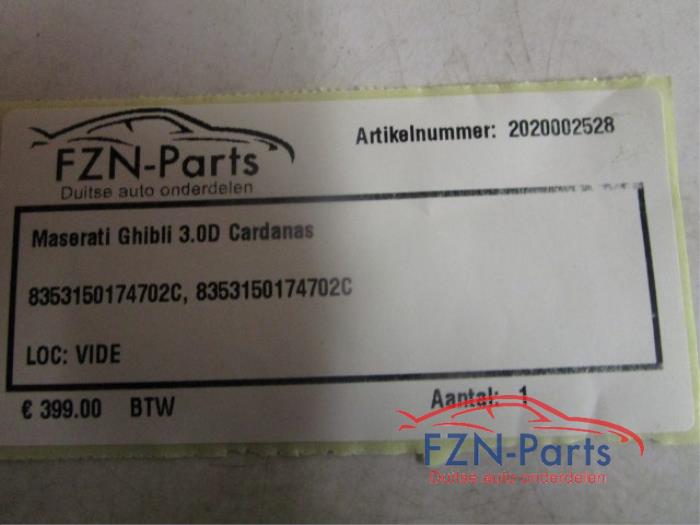 FZN-Parts
Duitse auto onderdelen
Artikelnummer: 2020002528
Maserati Ghibli 3.0D Cardanas
8353150174702C, 8353150174702C
LOC: VIDE
€ 399.00 BTW
Aantal: 1
FZN-Parts
Duitse auto onderdelen